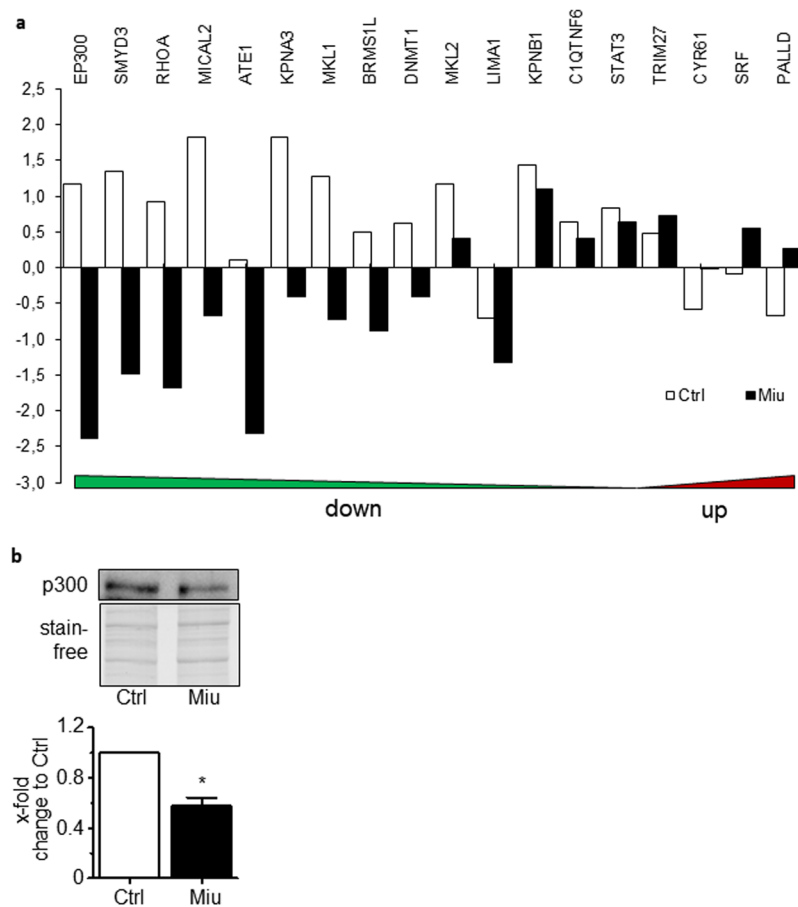 a
EP300 SMYD3 RHOA MICAL2 ATE1 KPNA3 MKL1 BRMS1L DNMT1 MKL2 LIMA1 KPNB1 C1QTNF6 STAT3 TRIM27 CYR61 SRF PALLD
2,5
2,0
1,5
1,0
0,5
0,0
-0,5
-1,0
-1,5
-2,0
-2,5
-3,0
Ctrl Miu
down up
b
p300
stain-
free
Ctrl Miu
x-fold
change to Ctrl
1.2
0.8
0.4
0
*
Ctrl Miu